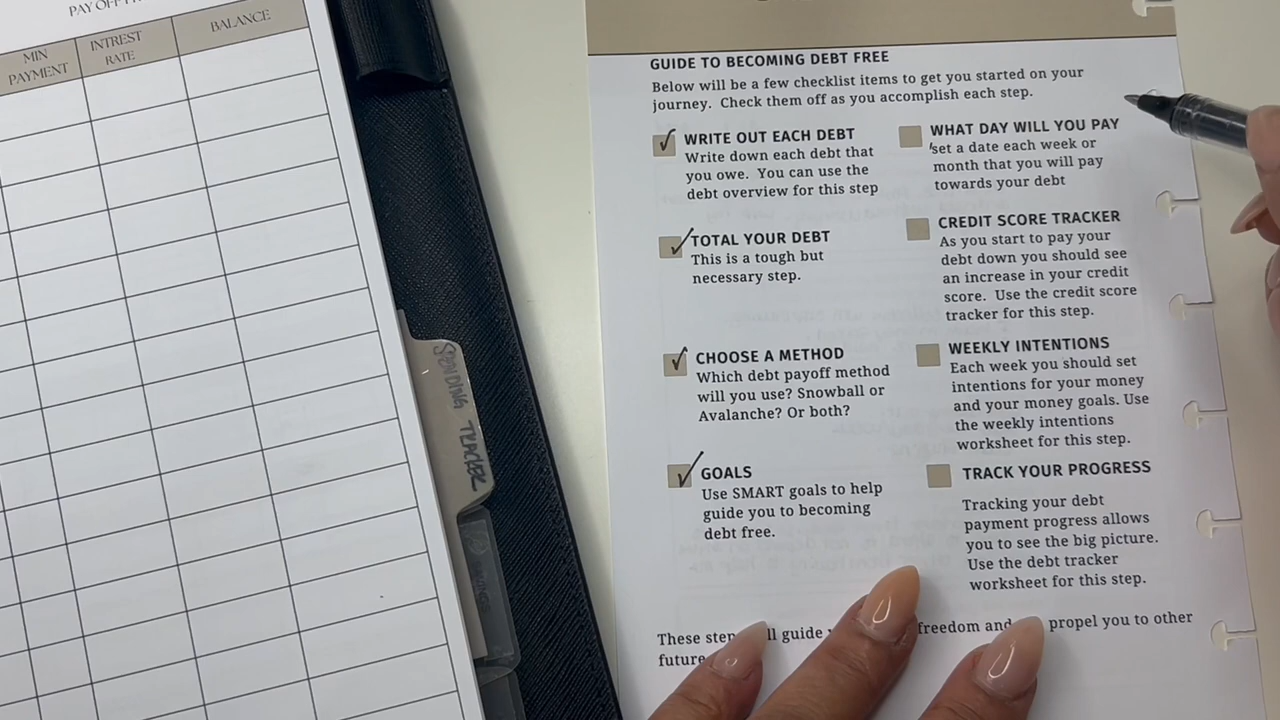 PAY OFF
MIN
PAYMENT
INTREST
RATE
BALANCE
SPENDING TRACKER
GUIDE TO BECOMING DEBT FREE
Below will be a few checklist items to get you started on your
journey. Check them off as you accomplish each step.
WRITE OUT EACH DEBT
Write down each debt that
you owe. You can use the
debt overview for this step
TOTAL YOUR DEBT
This is a tough but
necessary step.
CHOOSE A METHOD
Which debt payoff method
will you use? Snowball or
Avalanche? Or both?
GOALS
Use SMART goals to help
guide you to becoming
debt free.
WHAT DAY WILL YOU PAY
set a date each week or
month that you will pay
towards your debt
CREDIT SCORE TRACKER
As you start to pay your
debt down you should see
an increase in your credit
score. Use the credit score
tracker for this step.
WEEKLY INTENTIONS
Each week you should set
intentions for your money
and your money goals. Use
the weekly intentions
worksheet for this step.
TRACK YOUR PROGRESS
Tracking your debt
payment progress allows
you to see the big picture.
Use the debt tracker
worksheet for this step.
These guide freedom and propel you to other
future